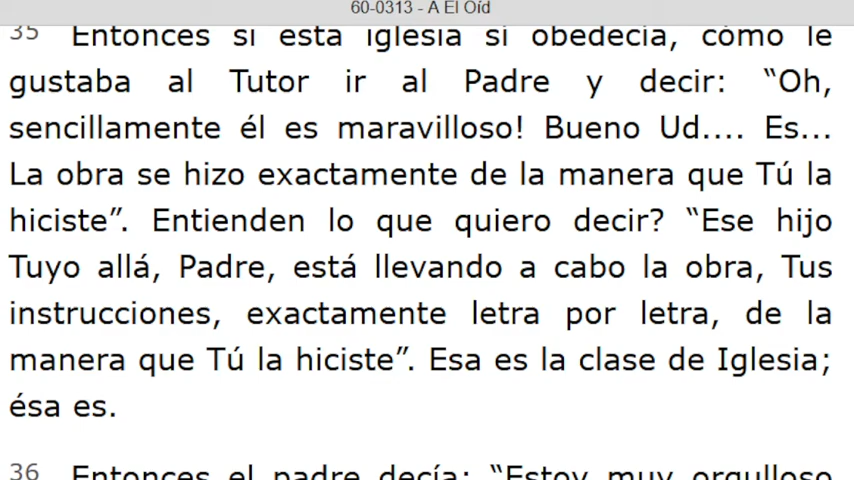 60-0313 - A El Oíd
35 Entonces si esta iglesia sí obedecía, cómo le
gustaba al Tutor ir al Padre y decir: “Oh,
sencillamente él es maravilloso! Bueno Ud.... Es...
La obra se hizo exactamente de la manera que Tú la
hiciste”. Entienden lo que quiero decir? “Ese hijo
Tuyo allá, Padre, está llevando a cabo la obra, Tus
instrucciones, exactamente letra por letra, de la
manera que Tú la hiciste”. Esa es la clase de Iglesia;
ésa es.
36 Entonces el padre decía: “Estoy muy orgulloso